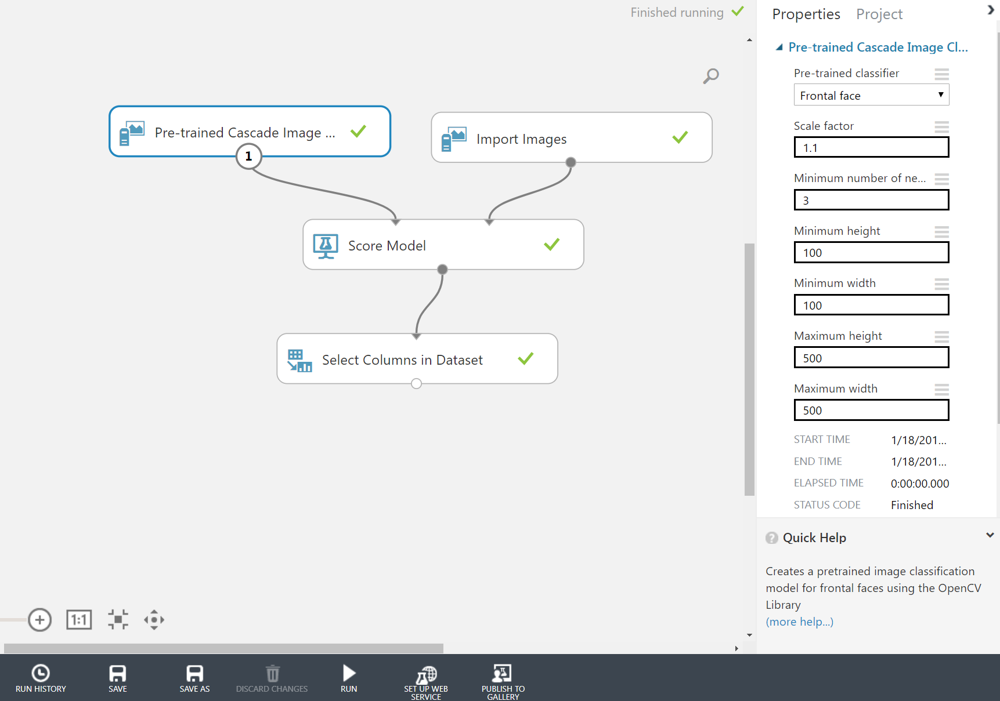 Finished running
Pre-trained Cascade Image ...
1
Import Images
Score Model
Select Columns in Dataset
1:1
Properties Project
Pre-trained Cascade Image Cl...
Pre-trained classifier
Frontal face
Scale factor
1.1
Minimum number of ne...
3
Minimum height
100
Minimum width
100
Maximum height
500
Maximum width
500
START TIME 1/18/201...
END TIME 1/18/201...
ELAPSED TIME 0:00:00.000
STATUS CODE Finished
? Quick Help
Creates a pretrained image classification
model for frontal faces using the OpenCV
Library
(more help...)
RUN HISTORY
SAVE
SAVE AS
DISCARD CHANGES
RUN
SET UP WEB
SERVICE
PUBLISH TO
GALLERY